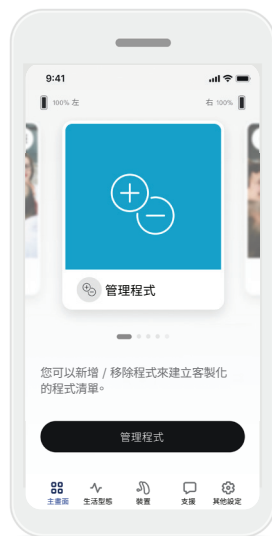 9:41
100% 左
右 100%
管理程式
您可以新增 / 移除程式來建立客製化
的程式清單。
管理程式
主畫面 生活型態 裝置 支援 其他設定